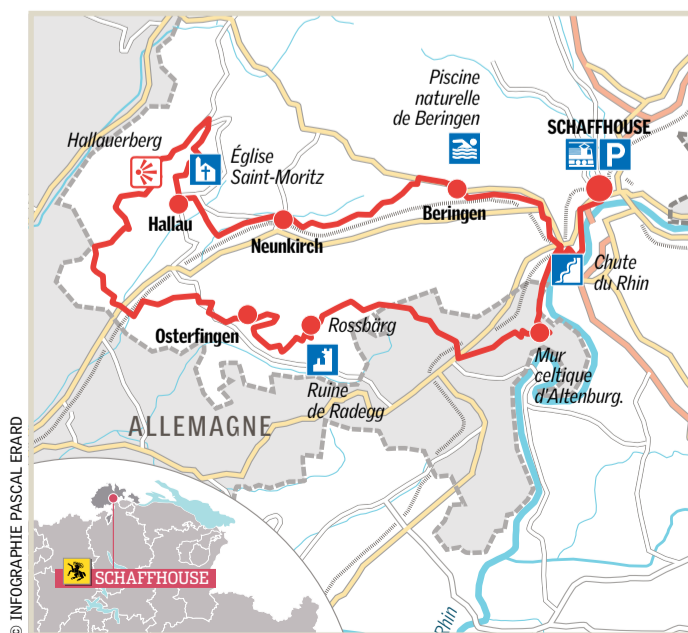 Piscine
naturelle
de Beringen
SCHAFFHOUSE
P
Hallauerberg
Église
Saint-Moritz
Hallau
Neunkirch
Beringen
Chute
du Rhin
Osterfingen
Rossbärg
Ruine
de Radegg
Mur
celtique
d'Altenburg.
ALLEMAGNE
SCHAFFHOUSE
Rhin
© INFOGRAPHIE PASCAL ERARD